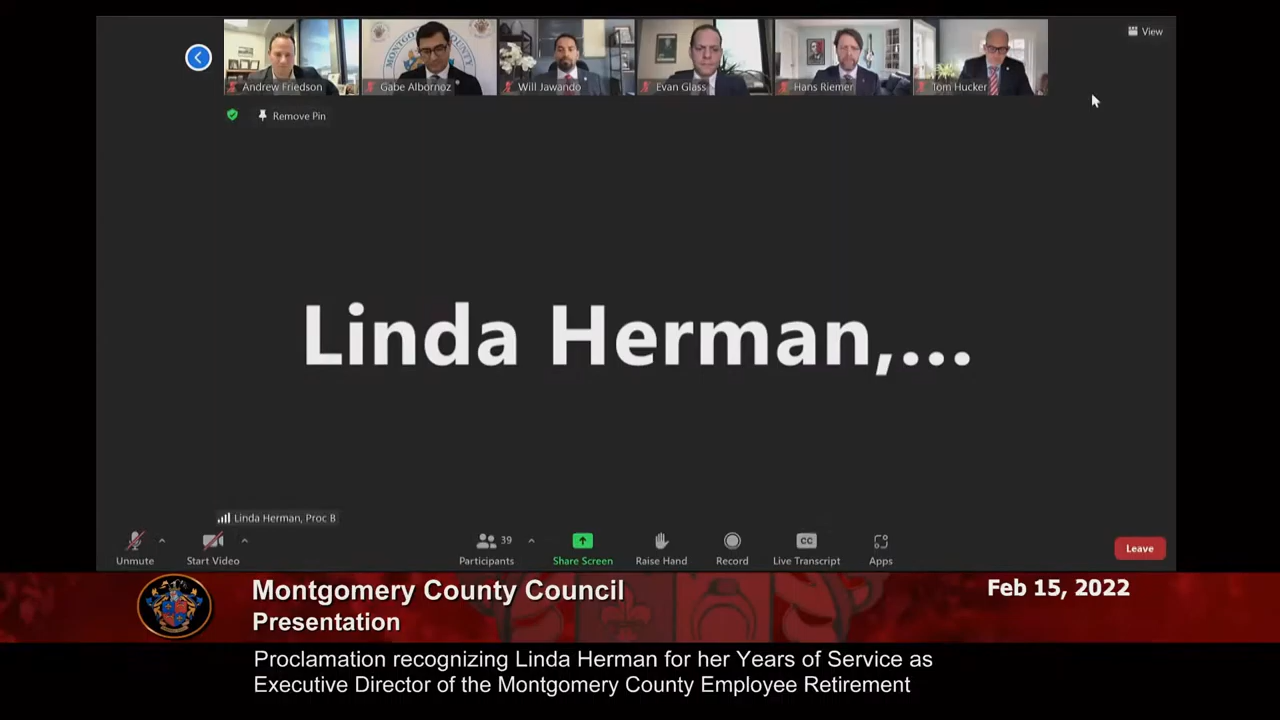 View
Andrew Friedson
Gabe Albornoz
Will Jawando
Evan Glass
Hans Riemer
Tom Hucker
Remove Pin
Linda Herman,...
Linda Herman, Proc B
39
CC
Unmute
Start Video
Participants
Share Screen
Raise Hand
Record
Live Transcript
Apps
Leave
Montgomery County Council
Feb 15, 2022
Presentation
Proclamation recognizing Linda Herman for her Years of Service as
Executive Director of the Montgomery County Employee Retirement